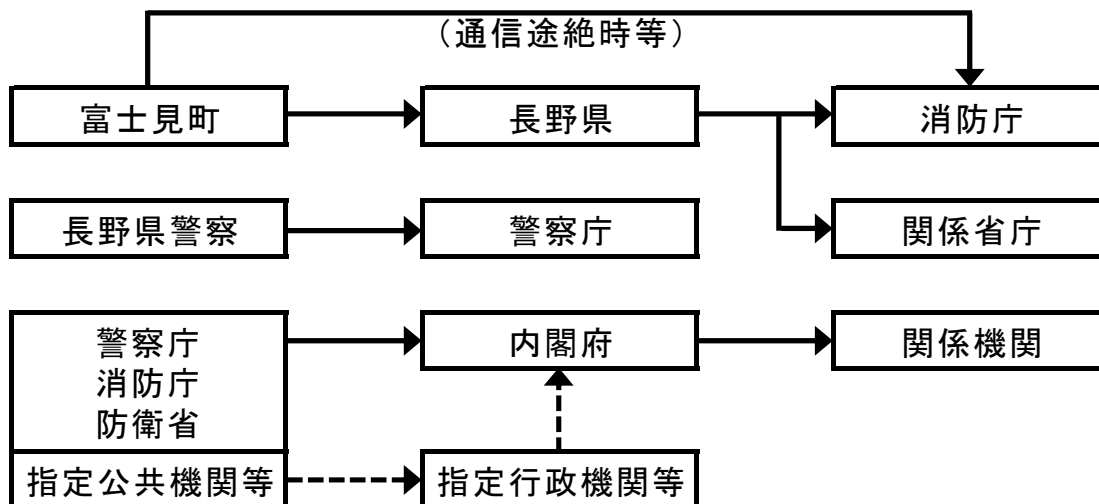 （通信途絶時等）
富士見町
長野県
消防庁
長野県警察
警察庁
関係省庁
警察庁
消防庁
防衛省
内閣府
関係機関
指定公共機関等
指定行政機関等